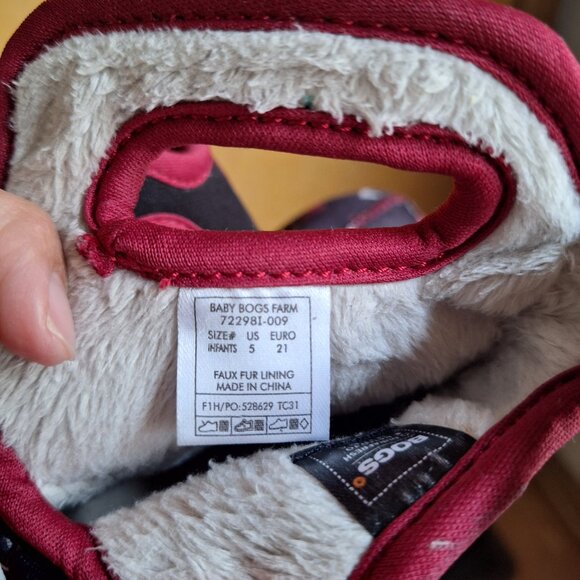 BABY BOGS FARM
72298I-009
SIZE# US EURO
INFANTS 5 21
FAUX FUR LINING
MADE IN CHINA
F1H/PO:528629 TC31
BOGS